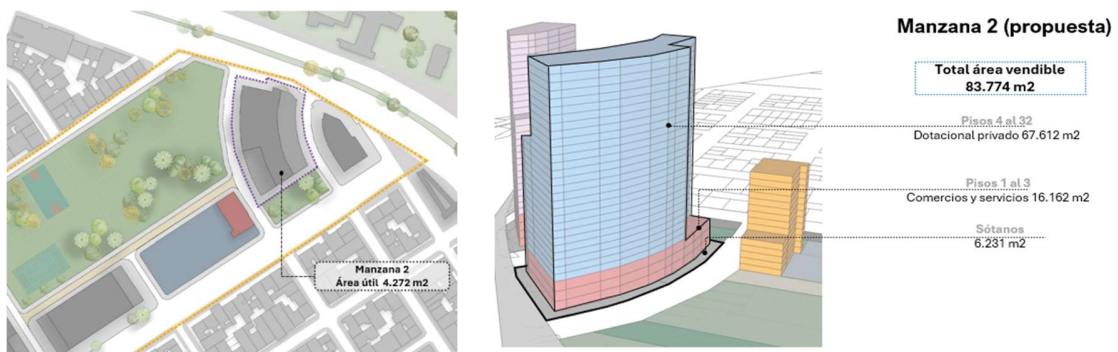 Manzana 2
Área útil 4.272 m2
Manzana 2 (propuesta)
Total área vendible
83.774 m2
Pisos 4 al 32
Dotacional privado 67.612 m2
Pisos 1 al 3
Comercios y servicios 16.162 m2
Sótanos
6.231 m2